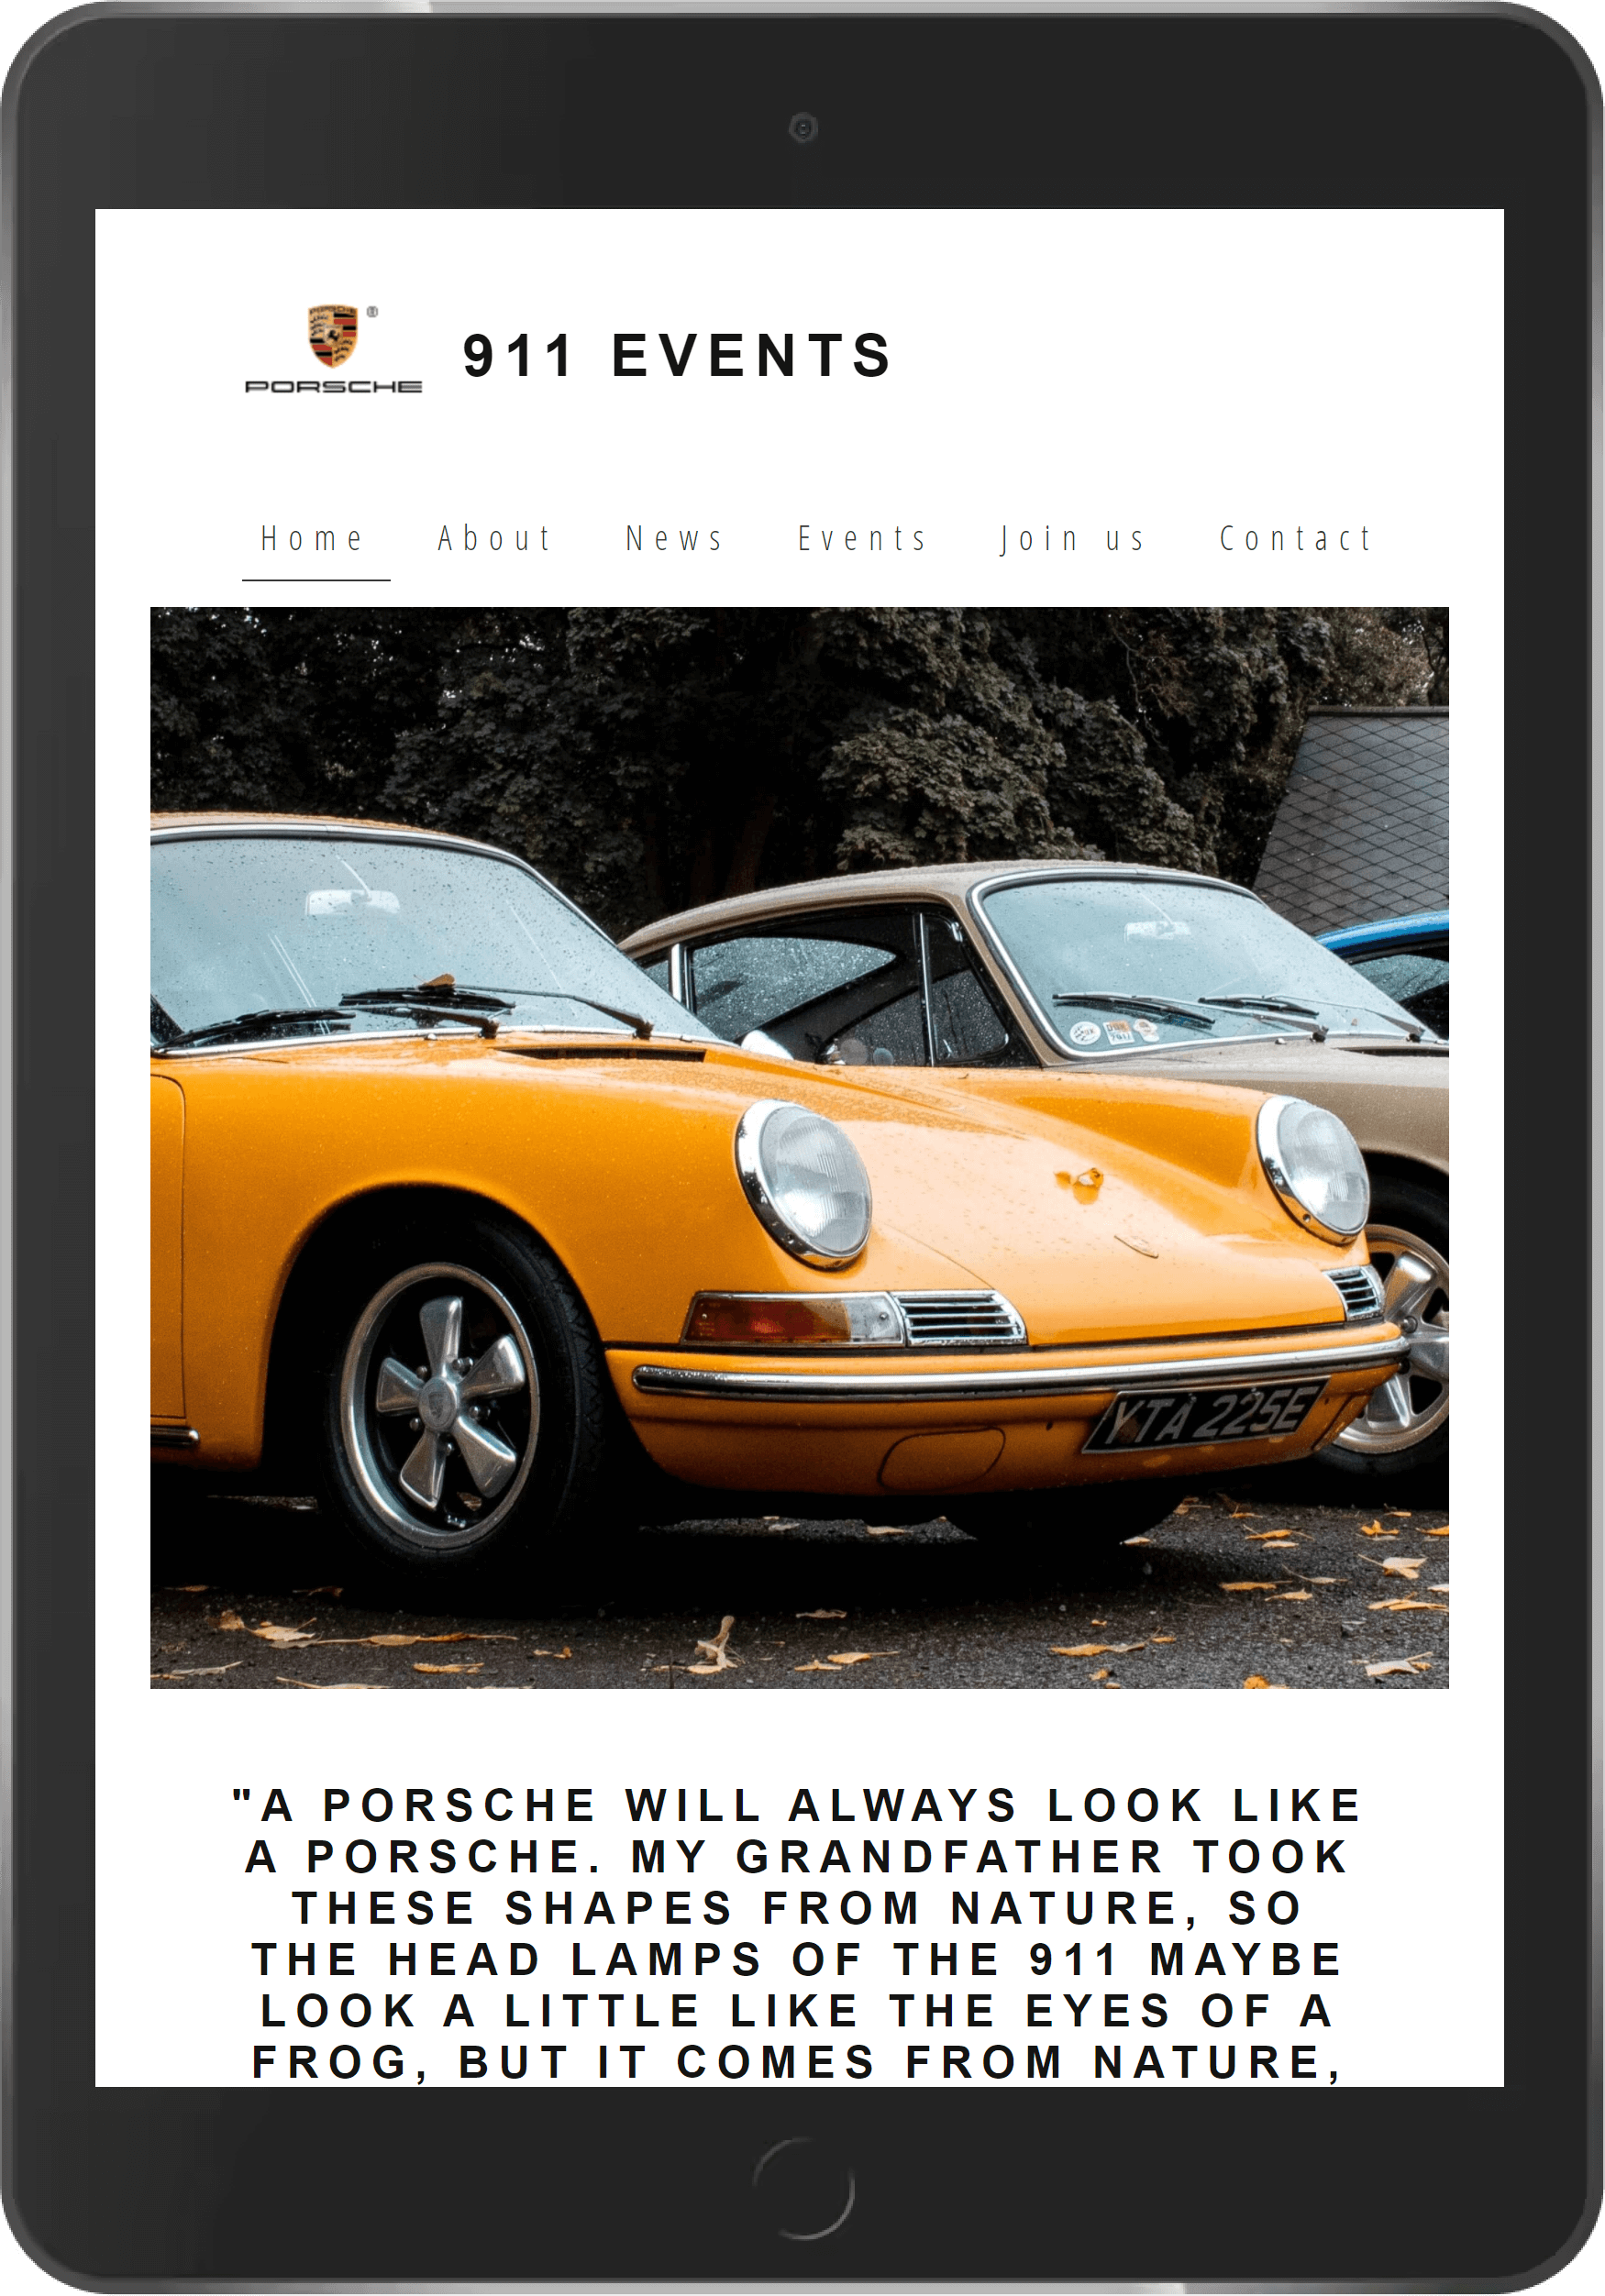 PORSCHE
®
PORSCHE
911 EVENTS
Home About News Events Join us Contact
YTA 225E
"A PORSCHE WILL ALWAYS LOOK LIKE
A PORSCHE. MY GRANDFATHER TOOK
THESE SHAPES FROM NATURE, SO
THE HEAD LAMPS OF THE 911 MAYBE
LOOK A LITTLE LIKE THE EYES OF A
FROG, BUT IT COMES FROM NATURE,